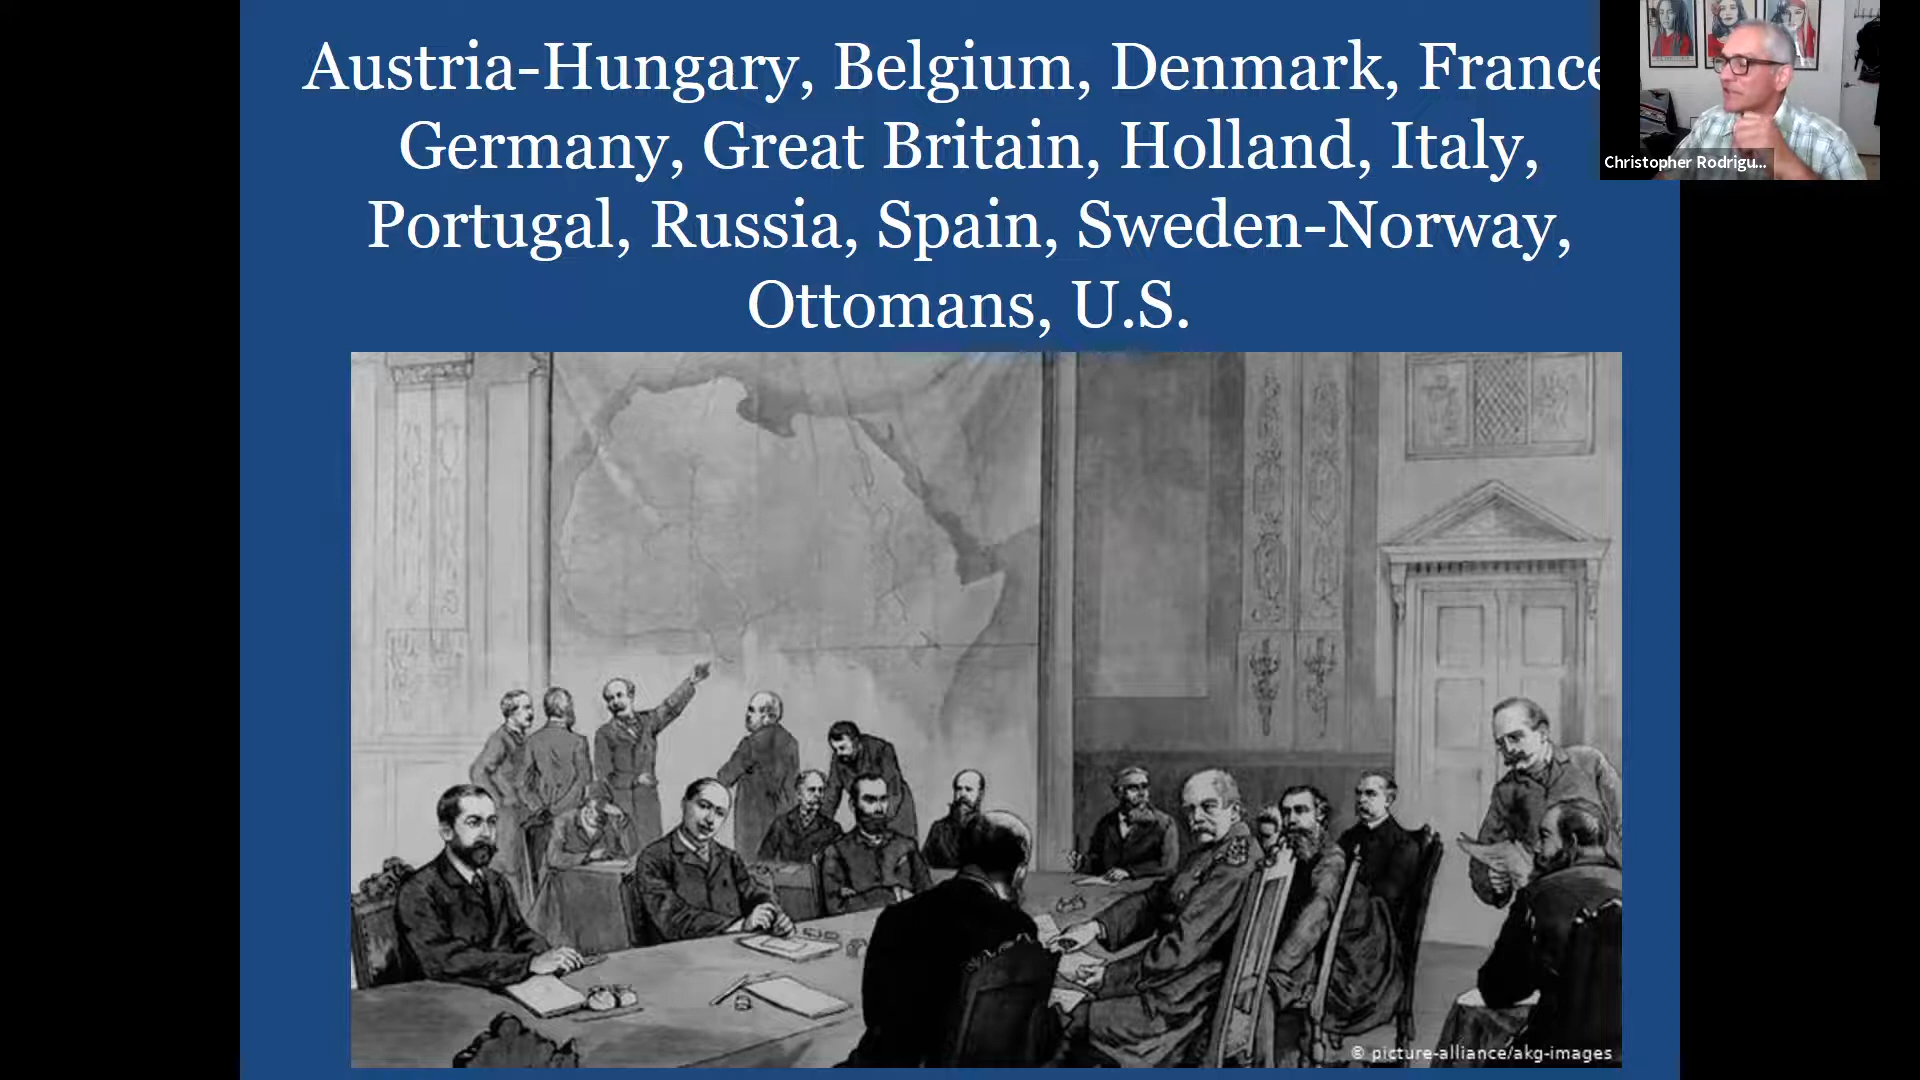 Austria-Hungary, Belgium, Denmark, France
Germany, Great Britain, Holland, Italy,
Portugal, Russia, Spain, Sweden-Norway,
Ottomans, U.S.
Christopher Rodrigu...
© picture-alliance/akg-images